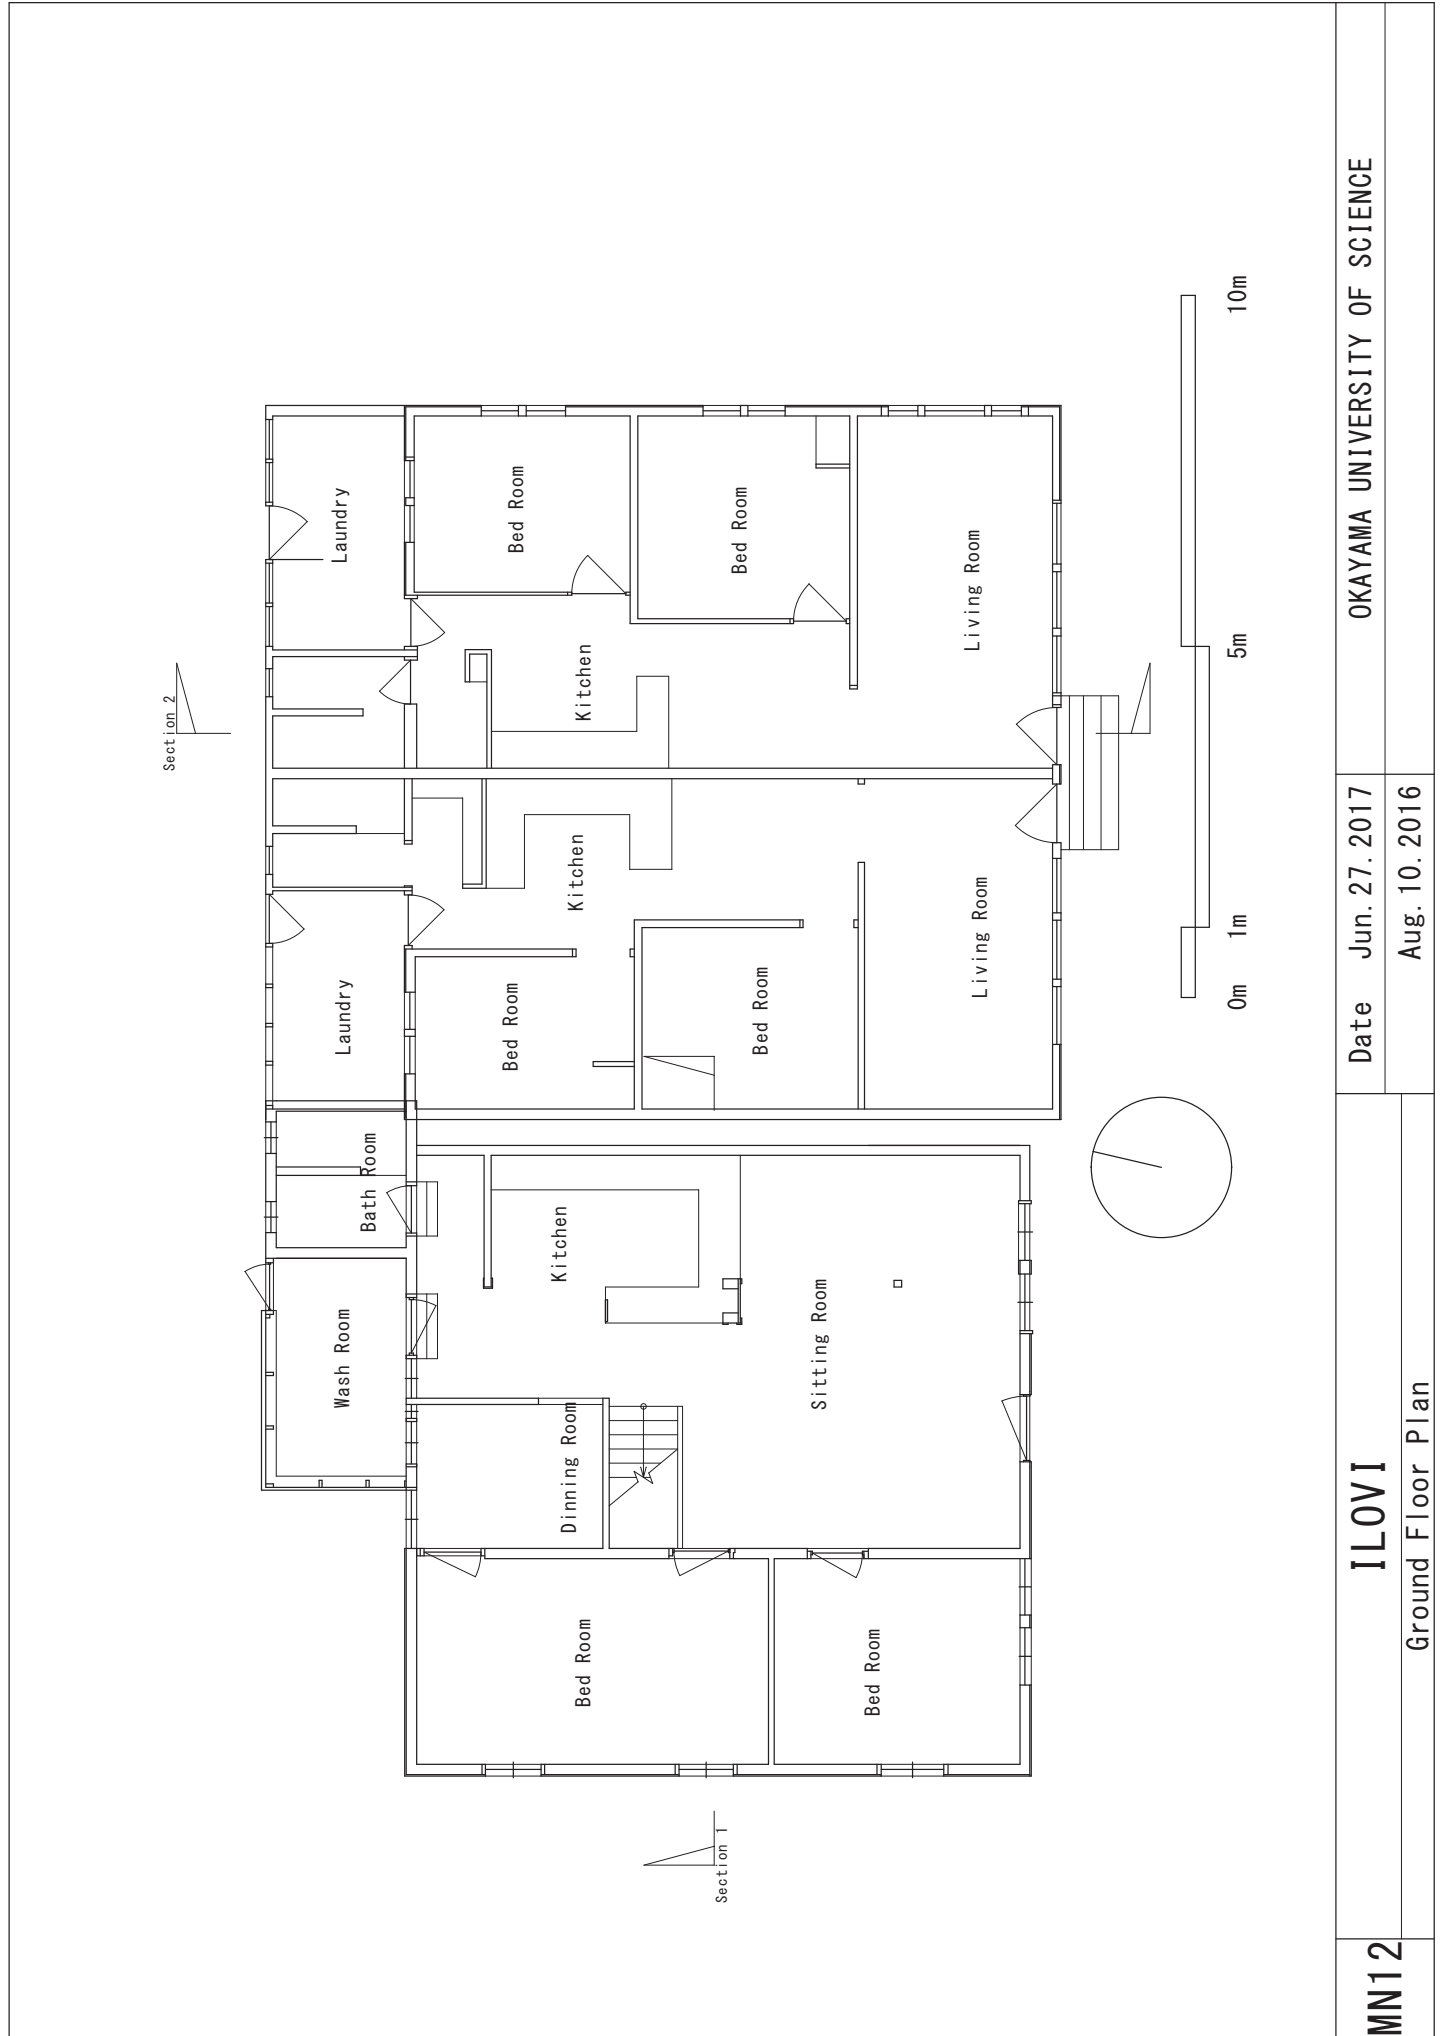 Section 2
Laundry
Bed Room
Bed Room
Living Room
Kitchen
Kitchen
Laundry
Bed Room
Bed Room
Living Room
Bath Room
Wash Room
Kitchen
Sitting Room
Dinning Room
Bed Room
Bed Room
Section 1
0m 1m 5m 10m
MN12
ILOVI
Ground Floor Plan
Date Jun. 27. 2017
Aug. 10. 2016
OKAYAMA UNIVERSITY OF SCIENCE